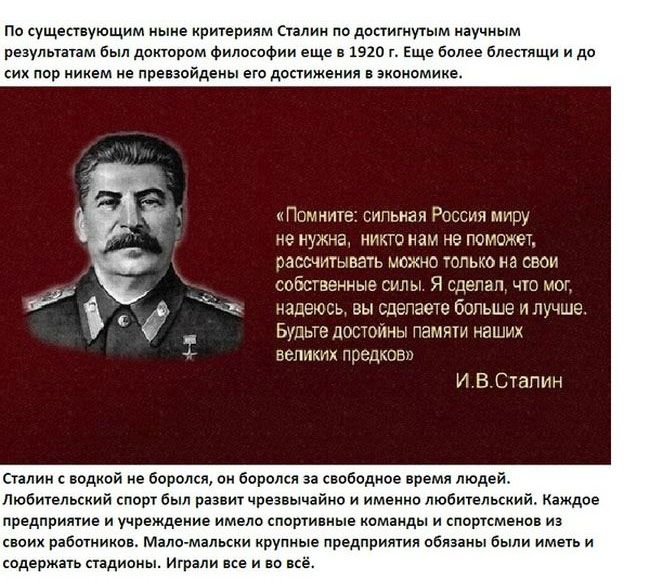 По существующим ныне критериям Сталин по достигнутым научным
результатам был доктором философии еще в 1920 г. Еще более блестящи и до
сих пор никем не превзойдены его достижения в экономике.
«Помните: сильная Россия миру
не нужна, никто нам не поможет,
рассчитывать можно только на свои
собственные силы. Я сделал, что мог,
надеюсь, вы сделаете больше и лучше.
Будьте достойны памяти наших
великих предков»
И.В.Сталин
Сталин с водкой не боролся, он боролся за свободное время людей.
Любительский спорт был развит чрезвычайно и именно любительский. Каждое
предприятие и учреждение имело спортивные команды и спортсменов из
своих работников. Мало-мальски крупные предприятия обязаны были иметь и
содержать стадионы. Играли все и во всё.